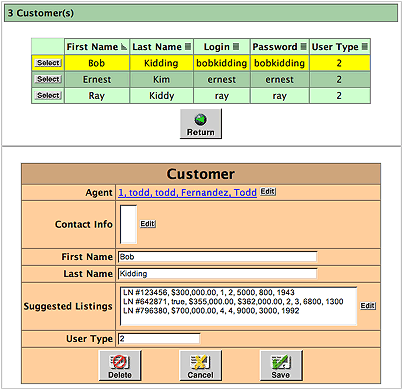 3 Customer(s)
First Name Last Name Login Password User Type
Select Bob Kidding bobkidding bobkidding 2
Select Ernest Kim ernest ernest 2
Select Ray Kiddy ray ray 2
Return
Customer
Agent 1, todd, todd, Fernandez, Todd Edit
Contact Info Edit
First Name Bob
Last Name Kidding
Suggested Listings Edit
LN #123456, $300,000.00, 1, 2, 5000, 800, 1943
LN #642871, true, $355,000.00, $362,000.00, 2, 3, 6800, 1300
LN #796380, $700,000.00, 4, 4, 9000, 3000, 1992
User Type 2
Delete Cancel Save